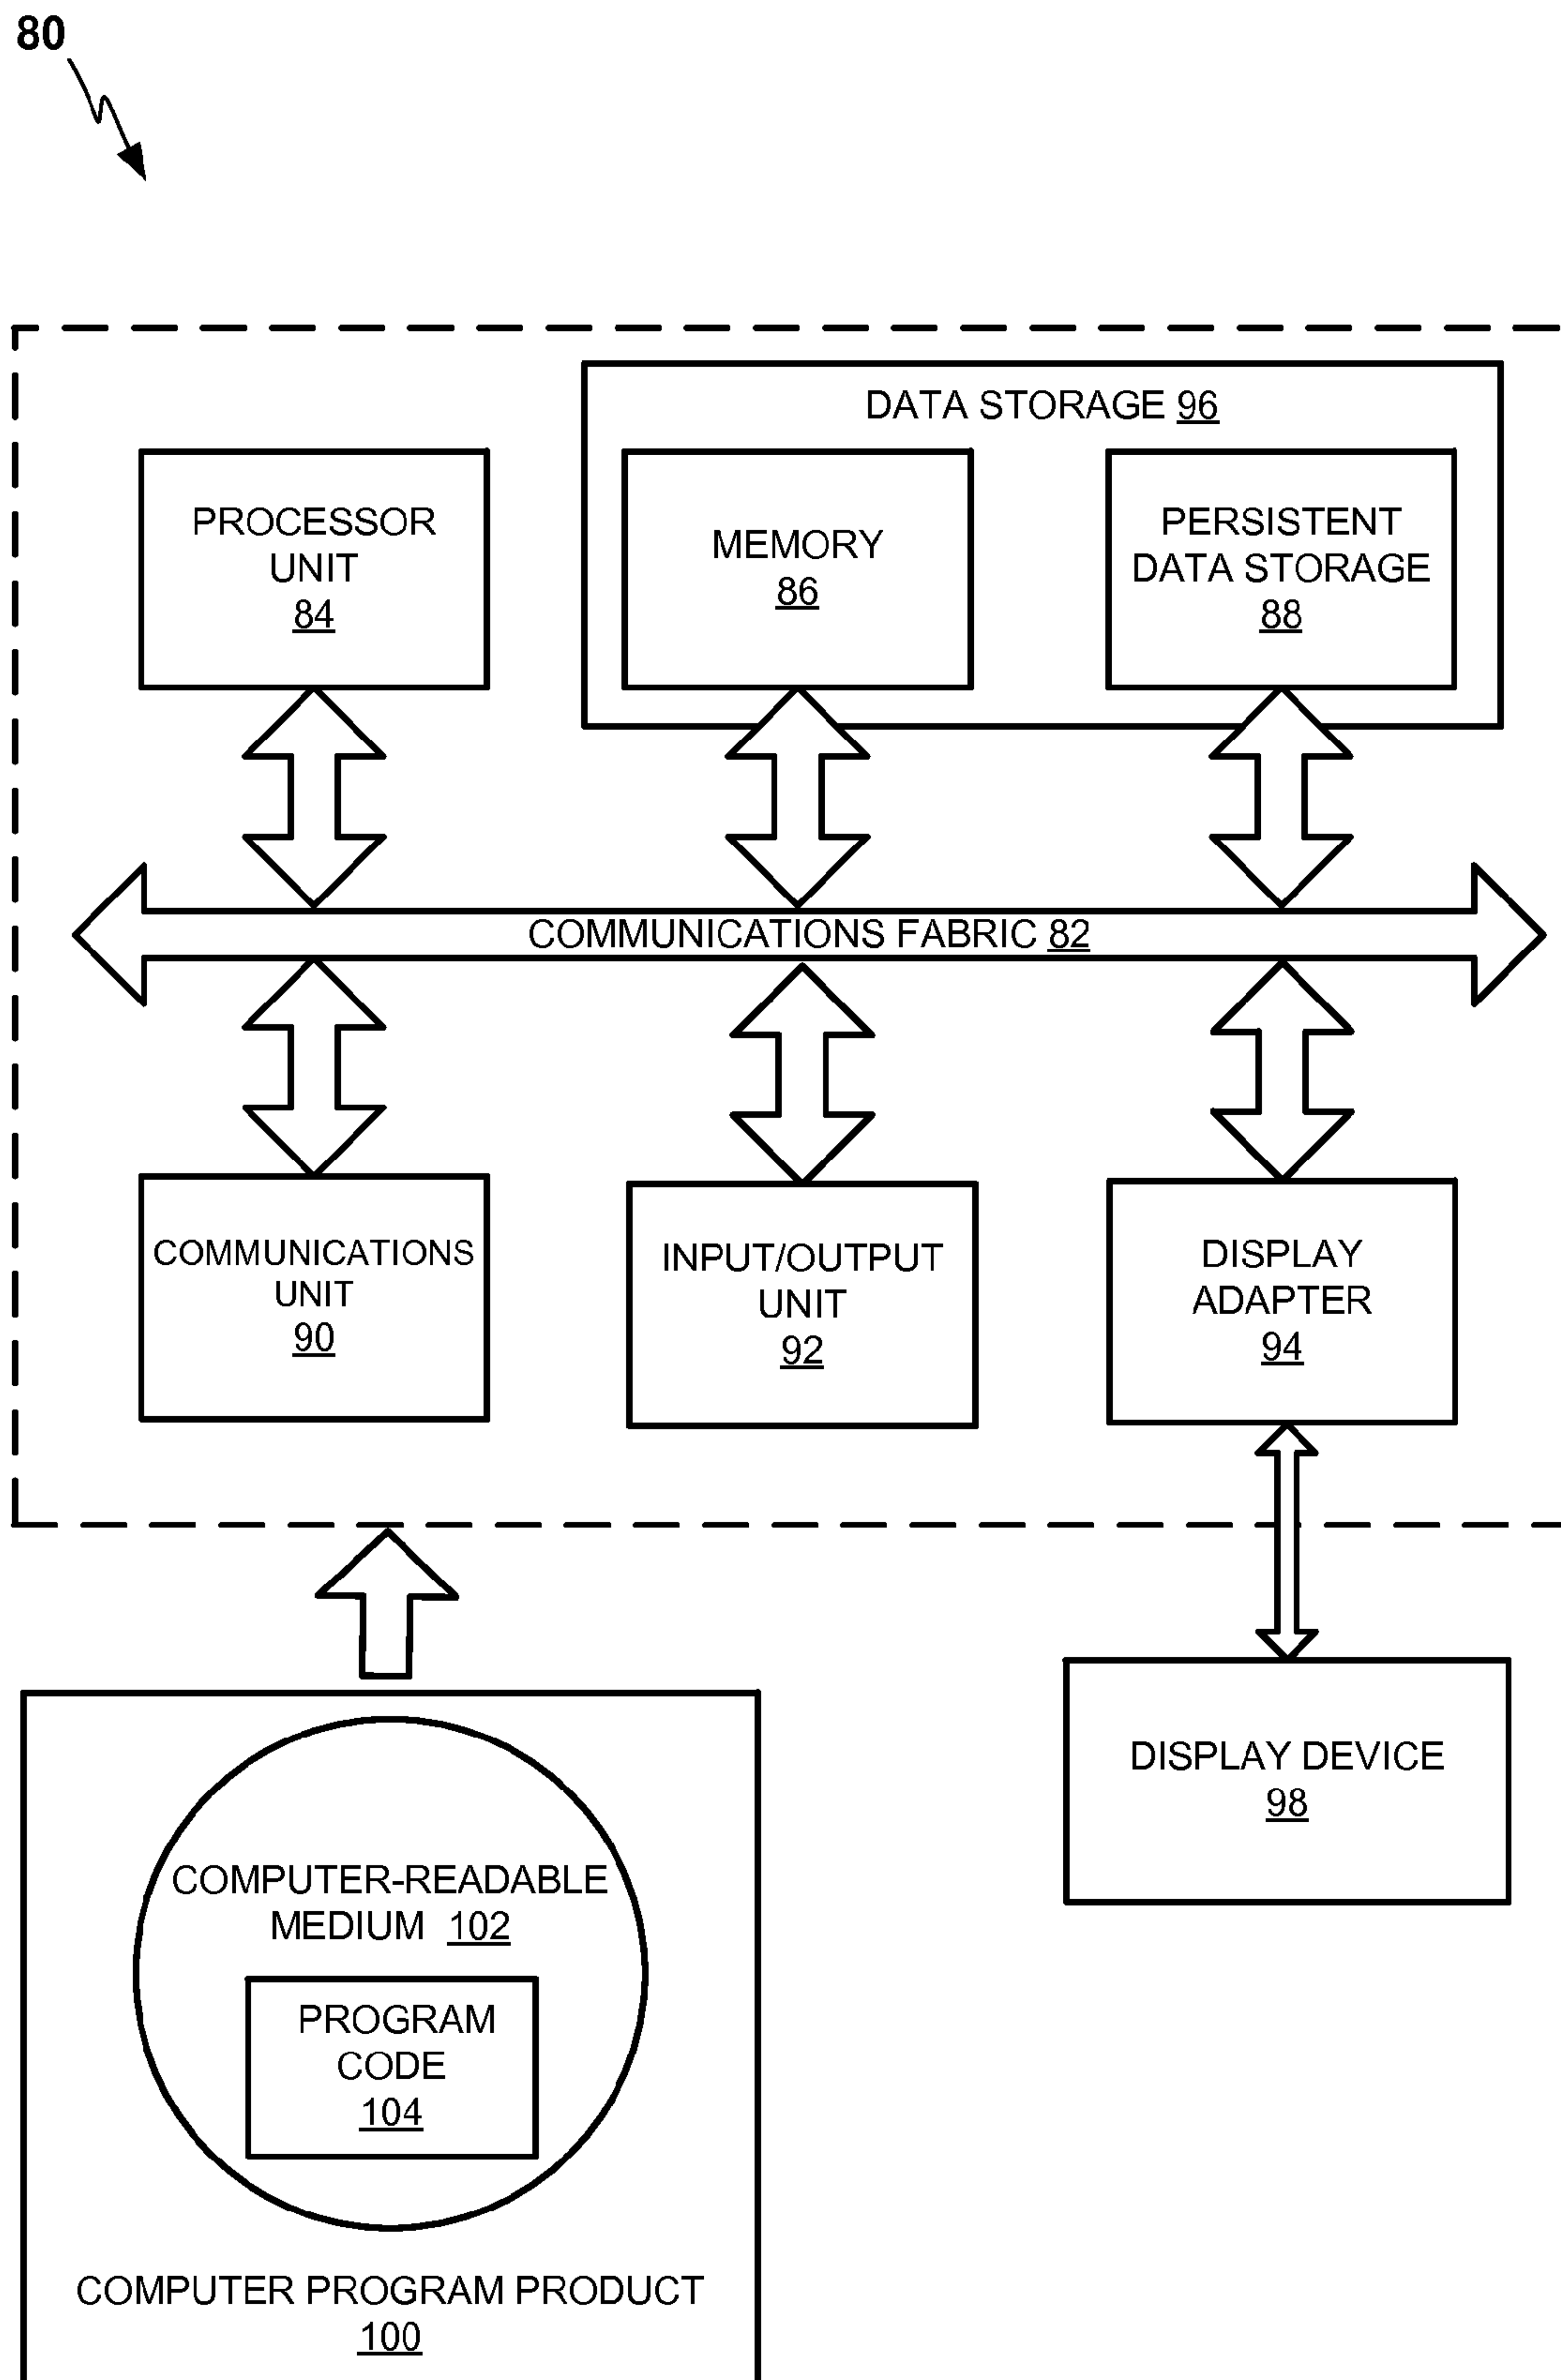 80
DATA STORAGE 96
PROCESSOR
UNIT
84
MEMORY
86
PERSISTENT
DATA STORAGE
88
COMMUNICATIONS FABRIC 82
COMMUNICATIONS
UNIT
90
INPUT/OUTPUT
UNIT
92
DISPLAY
ADAPTER
94
DISPLAY DEVICE
98
COMPUTER-READABLE
MEDIUM 102
PROGRAM
CODE
104
COMPUTER PROGRAM PRODUCT
100